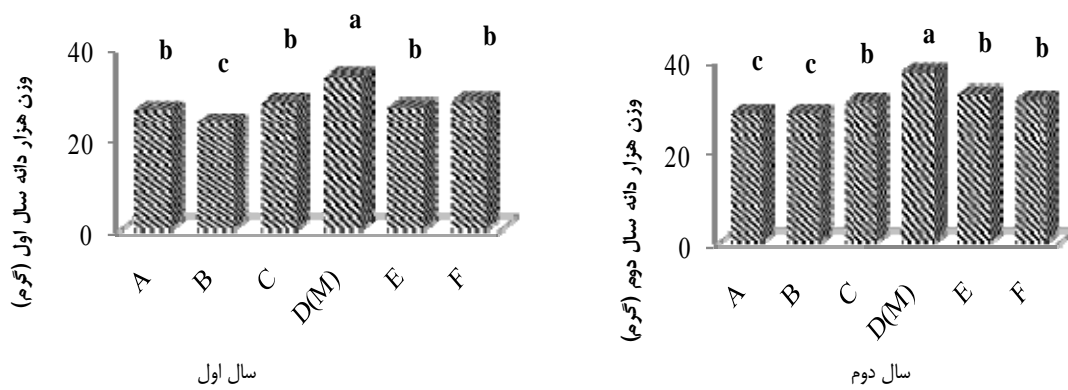 وزن هزار دانه سال اول (گرم)
40
20
0
b
c
b
a
b
b
A
B
C
D(M)
E
F
سال اول
وزن هزار دانه سال دوم (گرم)
40
20
0
c
c
b
a
b
b
A
B
C
D(M)
E
F
سال دوم